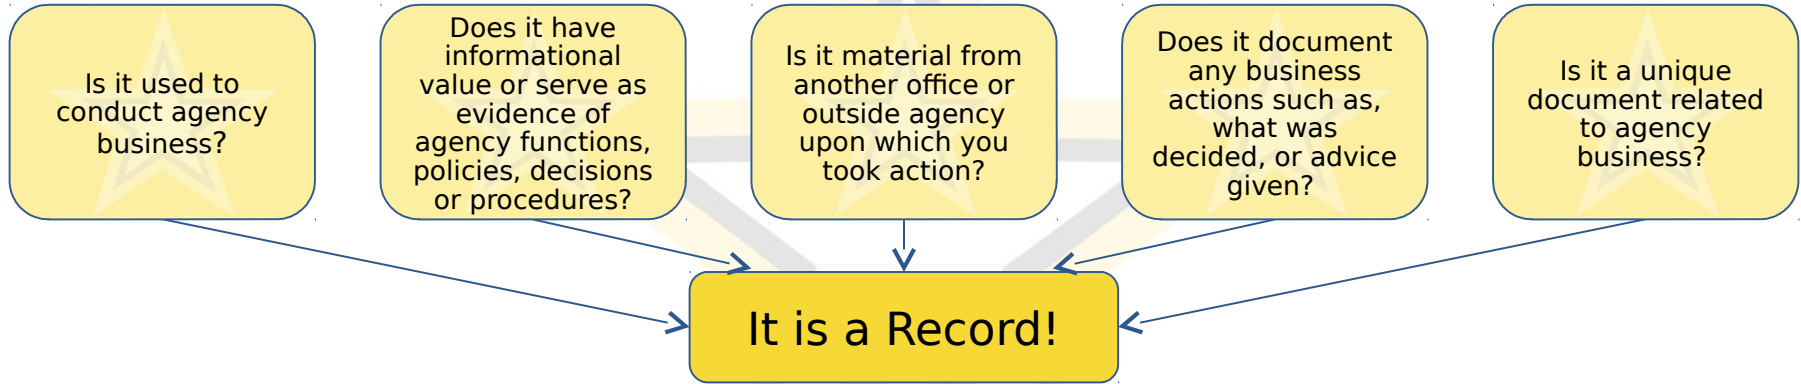 Is it used to
conduct agency
business?
Does it have
informational
value or serve as
evidence of
agency functions,
policies, decisions
or procedures?
Is it material from
another office or
outside agency
upon which you
took action?
Does it document
any business
actions such as,
what was
decided, or advice
given?
Is it a unique
document related
to agency
business?
It is a Record!